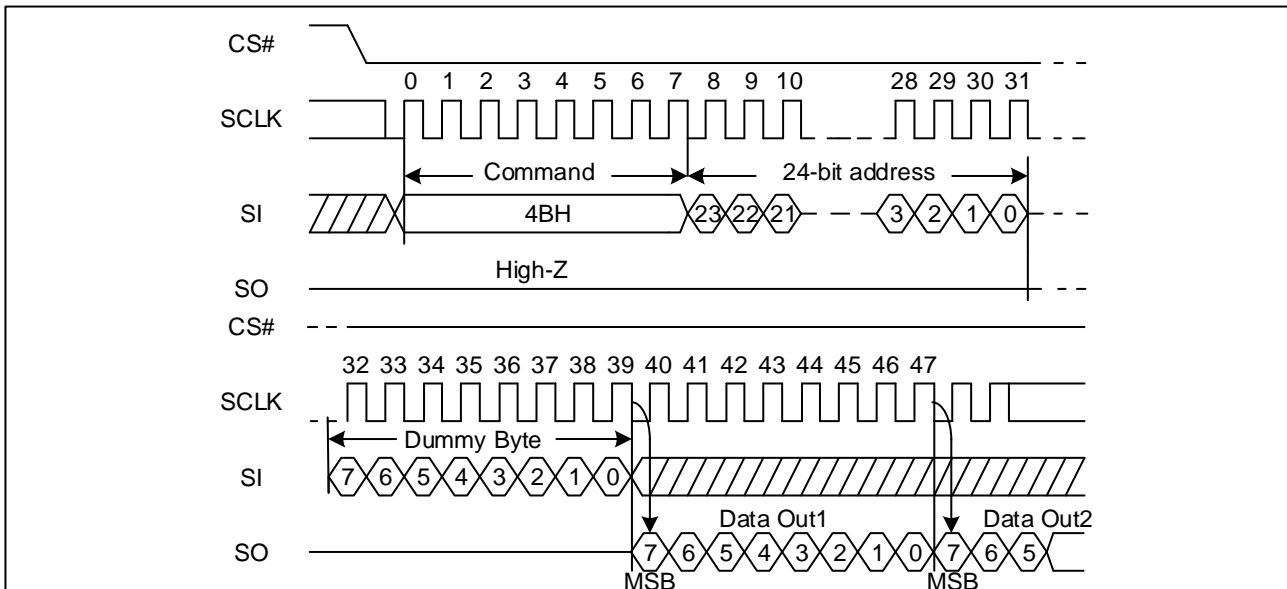 CS#
0 1 2 3 4 5 6 7 8 9 10 28 29 30 31
SCLK
Command 24-bit address
SI 4BH 23 22 21 3 2 1 0
High-Z
SO
CS#
32 33 34 35 36 37 38 39 40 41 42 43 44 45 46 47
SCLK
Dummy Byte
SI 7 6 5 4 3 2 1 0
Data Out1 Data Out2
SO 7 6 5 4 3 2 1 0 7 6 5
MSB MSB